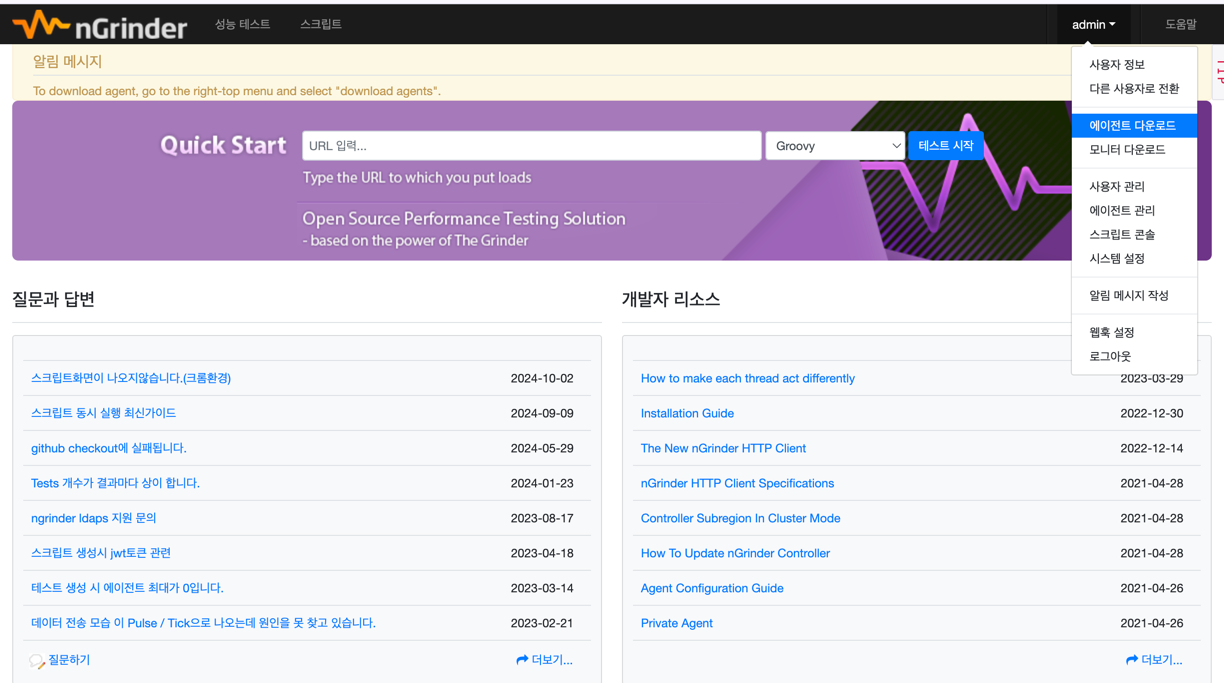 nGrinder 성능 테스트 스크립트 admin 도움말
알림 메시지
To download agent, go to the right-top menu and select "download agents".
사용자 정보
다른 사용자로 전환
에이전트 다운로드
모니터 다운로드
사용자 관리
에이전트 관리
스크립트 콘솔
시스템 설정
알림 메시지 작성
웹훅 설정
로그아웃
Quick Start URL 입력... Groovy 테스트 시작
Type the URL to which you put loads
Open Source Performance Testing Solution
- based on the power of The Grinder
질문과 답변
스크립트화면이 나오지않습니다.(크롬환경) 2024-10-02
스크립트 동시 실행 최신가이드 2024-09-09
github checkout에 실패됩니다. 2024-05-29
Tests 개수가 결과마다 상이 합니다. 2024-01-23
ngrinder ldaps 지원 문의 2023-08-17
스크립트 생성시 jwt토큰 관련 2023-04-18
테스트 생성 시 에이전트 최대가 0입니다. 2023-03-14
데이터 전송 모습 이 Pulse / Tick으로 나오는데 원인을 못 찾고 있습니다. 2023-02-21
질문하기 더보기...
개발자 리소스
How to make each thread act differently 2023-03-29
Installation Guide 2022-12-30
The New nGrinder HTTP Client 2022-12-14
nGrinder HTTP Client Specifications 2021-04-28
Controller Subregion In Cluster Mode 2021-04-28
How To Update nGrinder Controller 2021-04-28
Agent Configuration Guide 2021-04-26
Private Agent 2021-04-26
더보기...